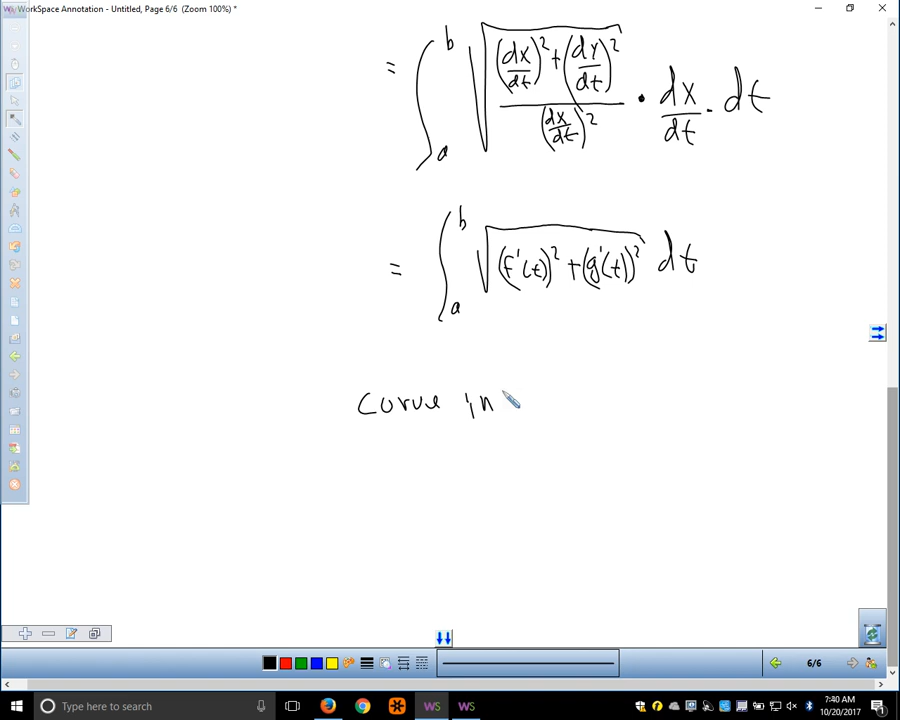 WorkSpace Annotation - Untitled, Page 6/6 (Zoom 100%) *
= ∫_a^b √(((dx/dt)^2 + (dy/dt)^2)/(dx/dt)^2) · dx/dt · dt
= ∫_a^b √((f'(t))^2 + (g'(t))^2) dt
Curve in
6/6
Type here to search
WS
WS
7:40 AM
10/20/2017